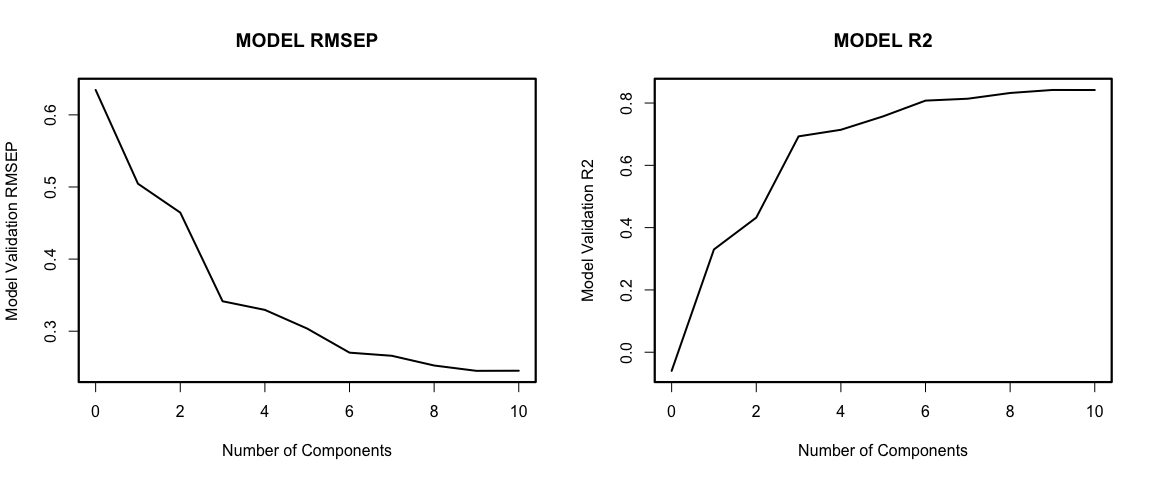 MODEL RMSEP
Model Validation RMSEP
0.6
0.5
0.4
0.3
0 2 4 6 8 10
Number of Components
MODEL R2
Model Validation R2
0.8
0.6
0.4
0.2
0.0
0 2 4 6 8 10
Number of Components